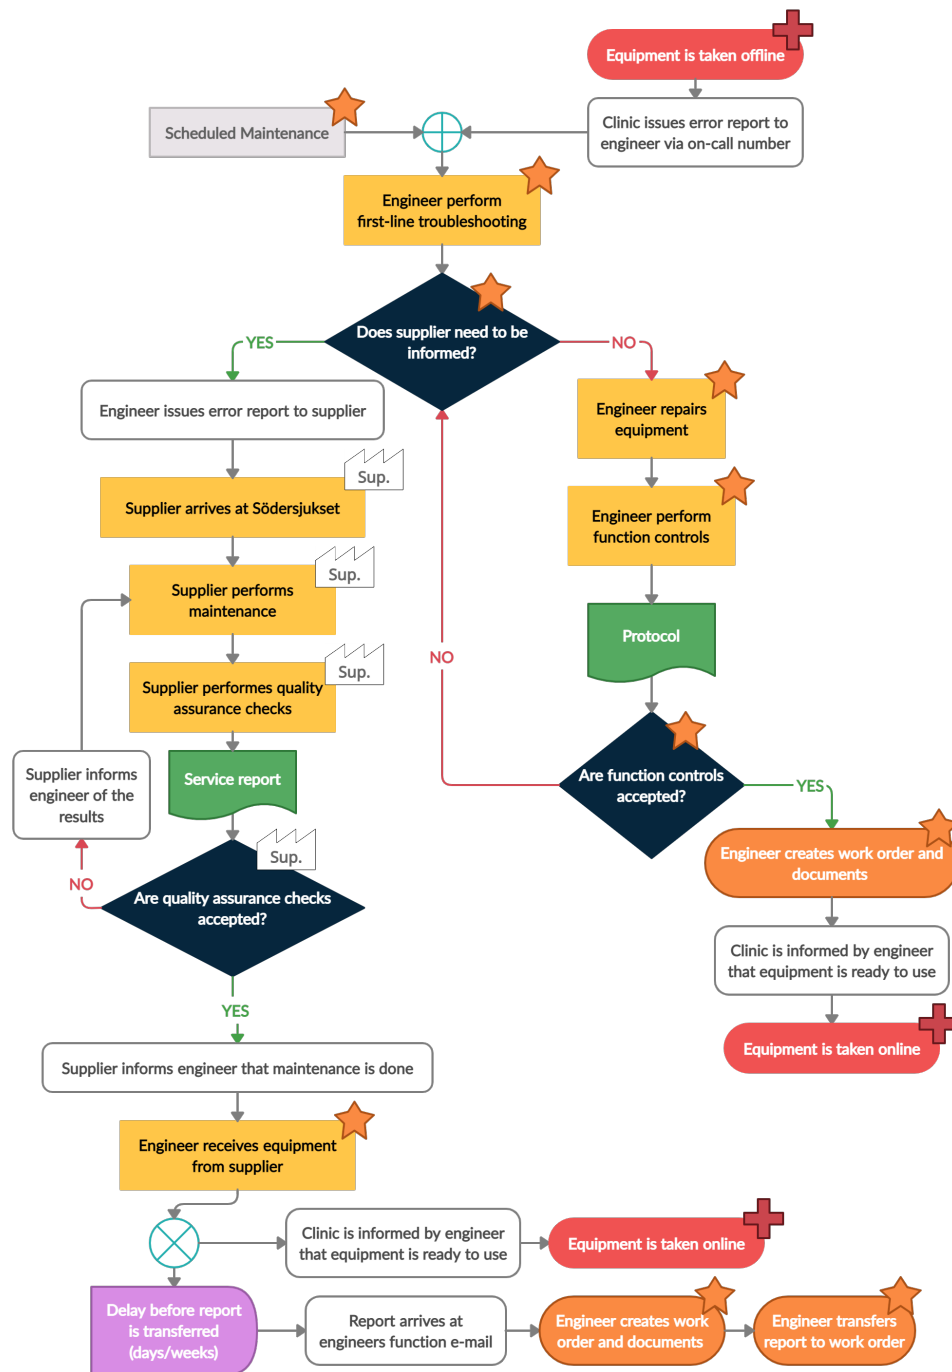 Equipment is taken offline
Scheduled Maintenance
Clinic issues error report to
engineer via on-call number
Engineer perform
first-line troubleshooting
Does supplier need to be
informed?
YES
NO
Engineer issues error report to supplier
Engineer repairs
equipment
Sup.
Supplier arrives at Södersjukset
Engineer perform
function controls
Sup.
Supplier performs
maintenance
Protocol
NO
Sup.
Supplier performes quality
assurance checks
Supplier informs
engineer of the
results
Service report
Are function controls
accepted?
YES
Sup.
NO
Are quality assurance checks
accepted?
Engineer creates work order and
documents
Clinic is informed by engineer
that equipment is ready to use
YES
Equipment is taken online
Supplier informs engineer that maintenance is done
Engineer receives equipment
from supplier
Clinic is informed by engineer
that equipment is ready to use
Equipment is taken online
Delay before report
is transferred
(days/weeks)
Report arrives at
engineers function e-mail
Engineer creates work
order and documents
Engineer transfers
report to work order